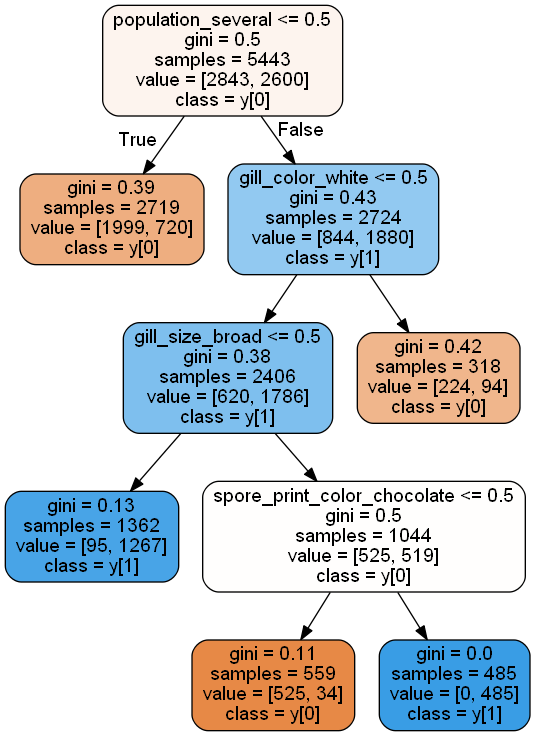 population_several <= 0.5
gini = 0.5
samples = 5443
value = [2843, 2600]
class = y[0]
True
False
gini = 0.39
samples = 2719
value = [1999, 720]
class = y[0]
gill_color_white <= 0.5
gini = 0.43
samples = 2724
value = [844, 1880]
class = y[1]
gill_size_broad <= 0.5
gini = 0.38
samples = 2406
value = [620, 1786]
class = y[1]
gini = 0.42
samples = 318
value = [224, 94]
class = y[0]
gini = 0.13
samples = 1362
value = [95, 1267]
class = y[1]
spore_print_color_chocolate <= 0.5
gini = 0.5
samples = 1044
value = [525, 519]
class = y[0]
gini = 0.11
samples = 559
value = [525, 34]
class = y[0]
gini = 0.0
samples = 485
value = [0, 485]
class = y[1]